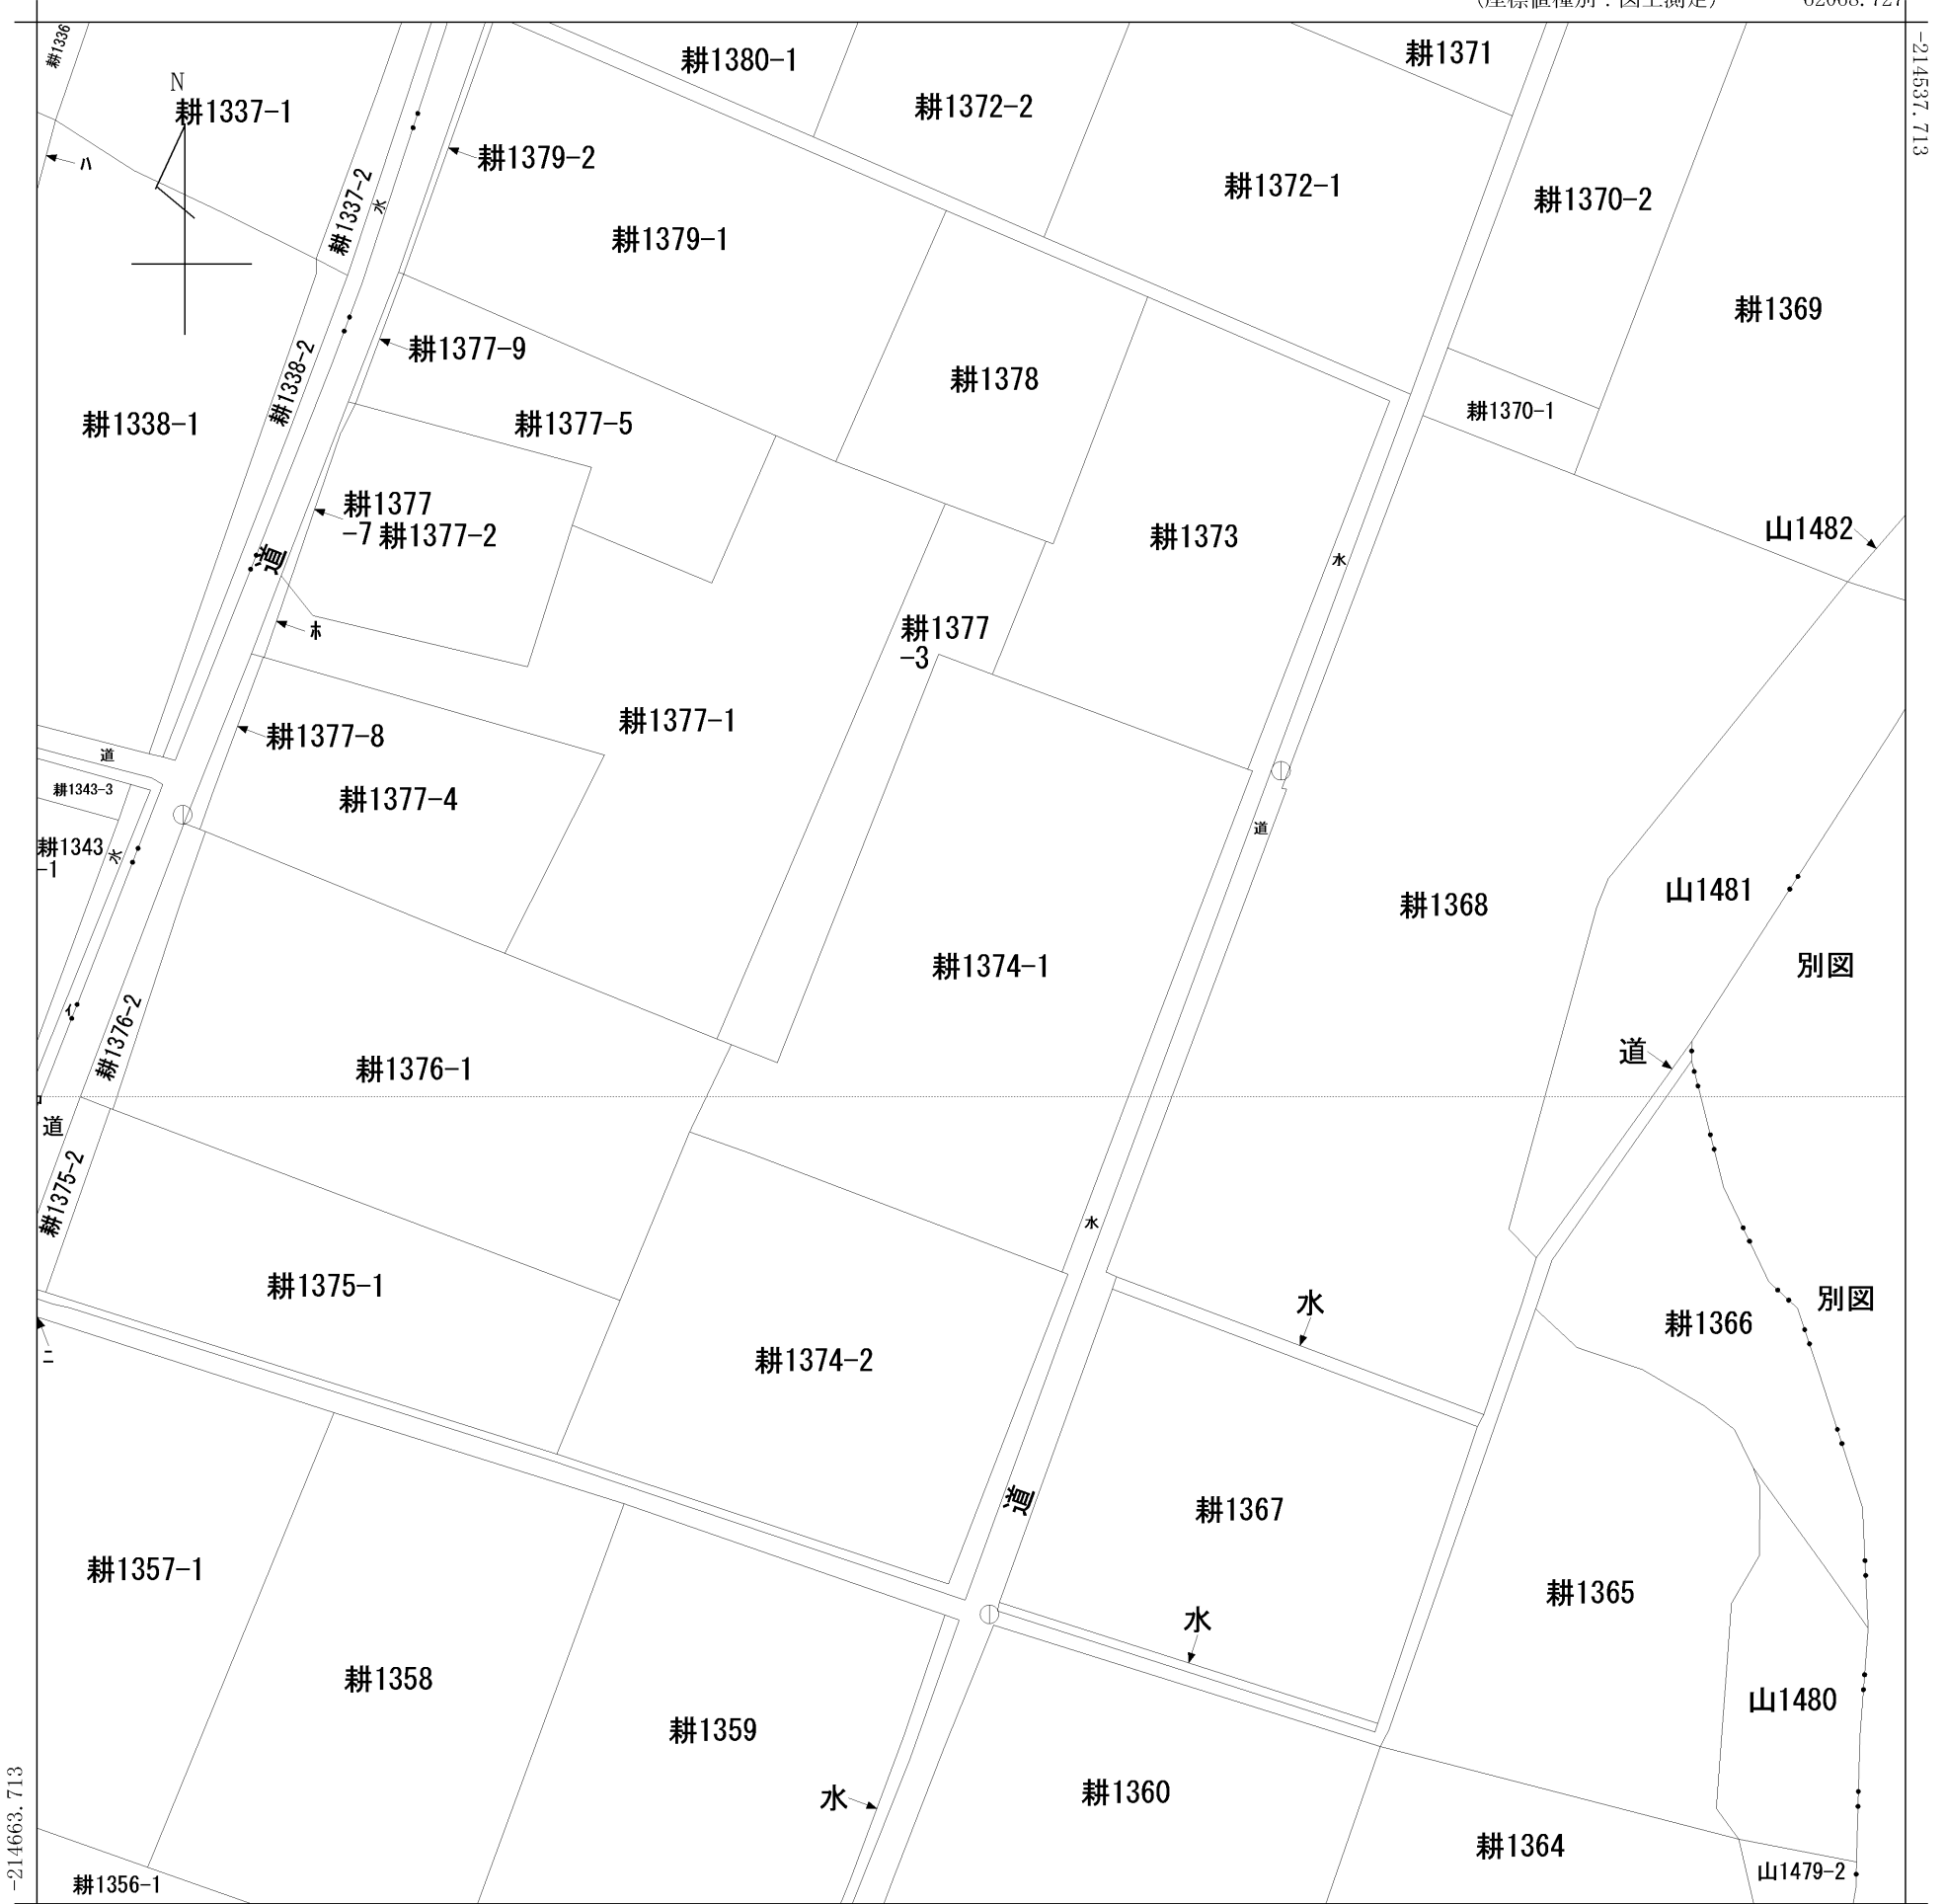 (座標値種別：図上測定)
62068.727
-214537.713
耕1336
N
耕1337-1
ハ
耕1337-2
水
耕1379-2
耕1380-1
耕1372-2
耕1371
耕1372-1
耕1370-2
耕1379-1
耕1369
耕1338-2
耕1377-9
耕1378
耕1370-1
耕1338-1
耕1377-5
耕1377
-7
耕1377-2
耕1373
山1482
水
道
ホ
耕1377
-3
耕1377-1
耕1377-8
道
耕1343-3
耕1377-4
道
耕1343
-1
水
耕1368
山1481
別図
耕1374-1
イ
耕1376-2
耕1376-1
道
ロ
道
耕1375-2
水
耕1375-1
水
別図
耕1366
ニ
耕1374-2
道
耕1367
耕1357-1
耕1365
水
耕1358
山1480
耕1359
水
耕1360
耕1364
山1479-2
耕1356-1
-214663.713